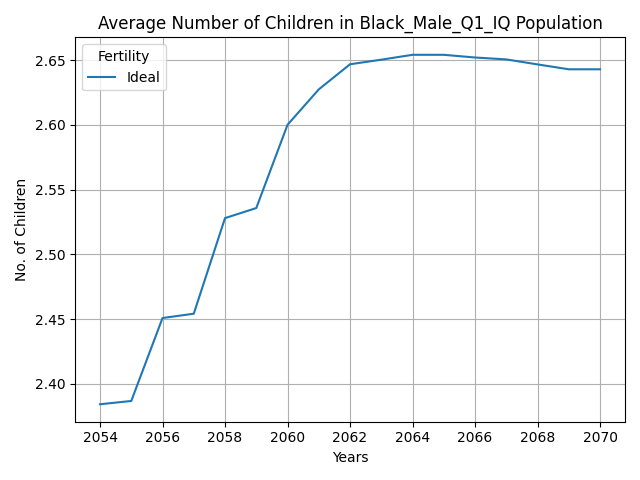 Average Number of Children in Black_Male_Q1_IQ Population
Fertility
Ideal
No. of Children
2.65
2.60
2.55
2.50
2.45
2.40
2054 2056 2058 2060 2062 2064 2066 2068 2070
Years